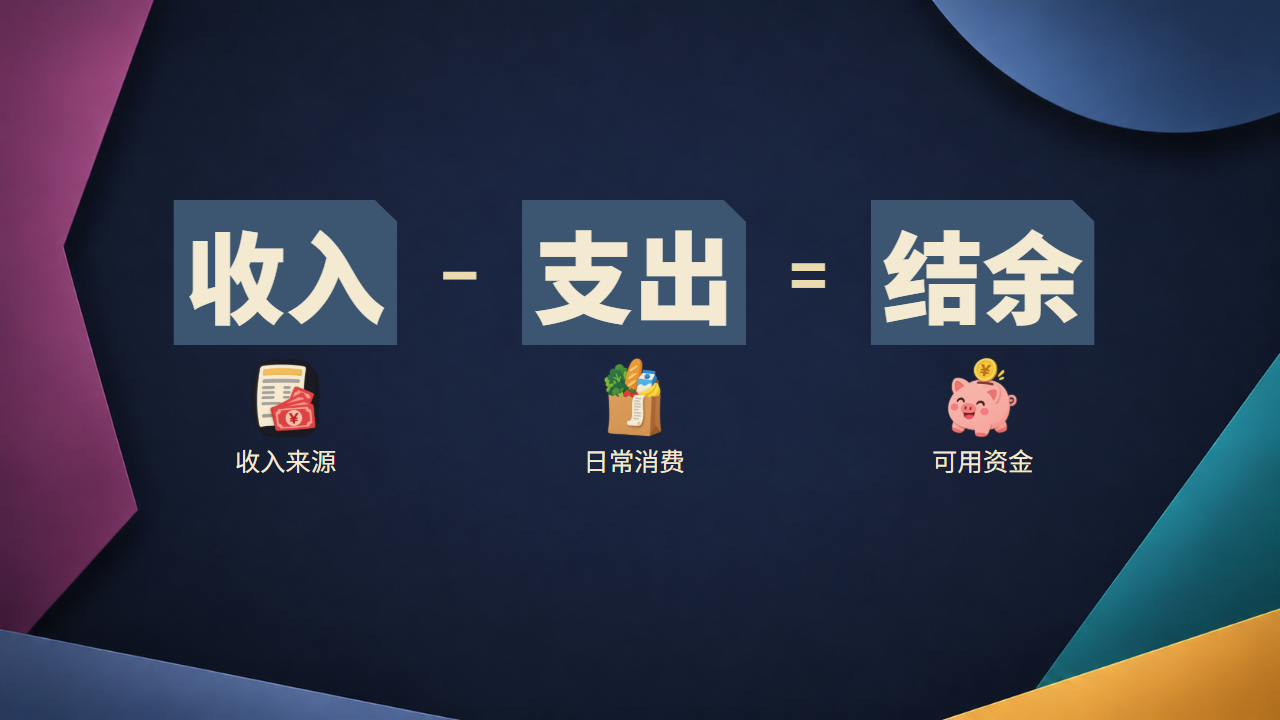 收入 − 支出 = 结余
¥
¥
收入来源
日常消费
可用资金